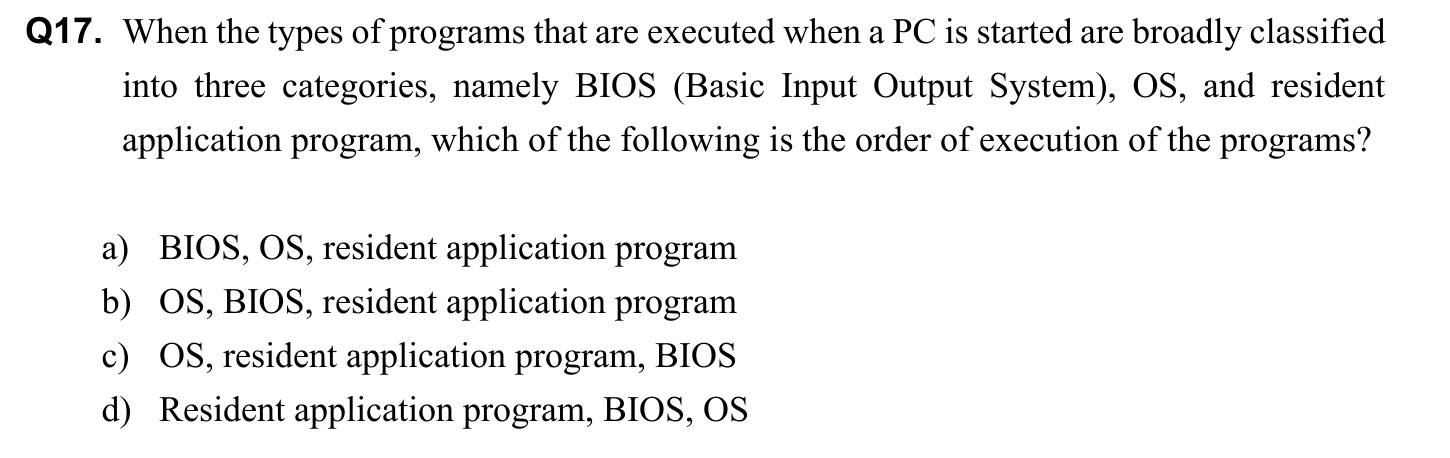 Q17. When the types of programs that are executed when a PC is started are broadly classified
into three categories, namely BIOS (Basic Input Output System), OS, and resident
application program, which of the following is the order of execution of the programs?
a) BIOS, OS, resident application program
b) OS, BIOS, resident application program
c) OS, resident application program, BIOS
d) Resident application program, BIOS, OS